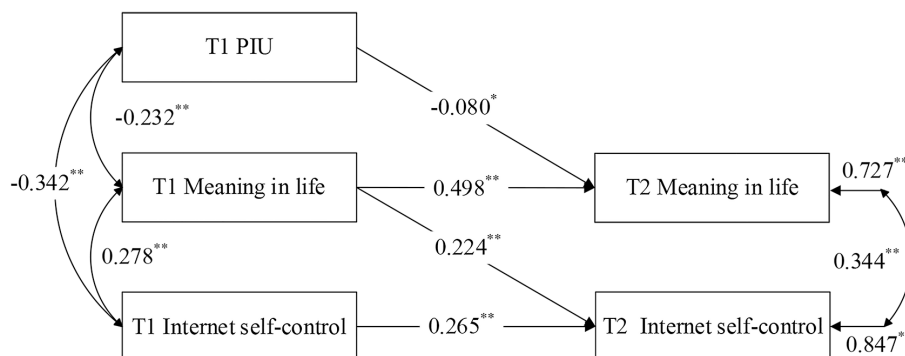 T1 PIU
-0.080*
-0.232**
-0.342**
T1 Meaning in life
0.498**
T2 Meaning in life
0.727**
0.278**
0.224**
0.344**
T1 Internet self-control
0.265**
T2 Internet self-control
0.847*